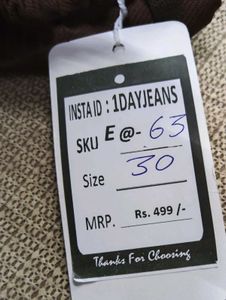 INSTA ID : 1DAYJEANS
SKU E @- 63
Size 30
MRP. Rs. 499 /-
Thanks For Choosing